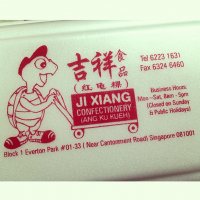 吉祥食品
(红龟粿)
JI XIANG
CONFECTIONERY
(ANG KU KUEH)
Tel 6223 1631
Fax 6324 6460
Business Hours:
Mon -Sat, 8am - 5pm
(Closed on Sunday
& Public Holidays)
Block 1 Everton Park #01-33 ( Near Cantonment Road) Singapore 081001